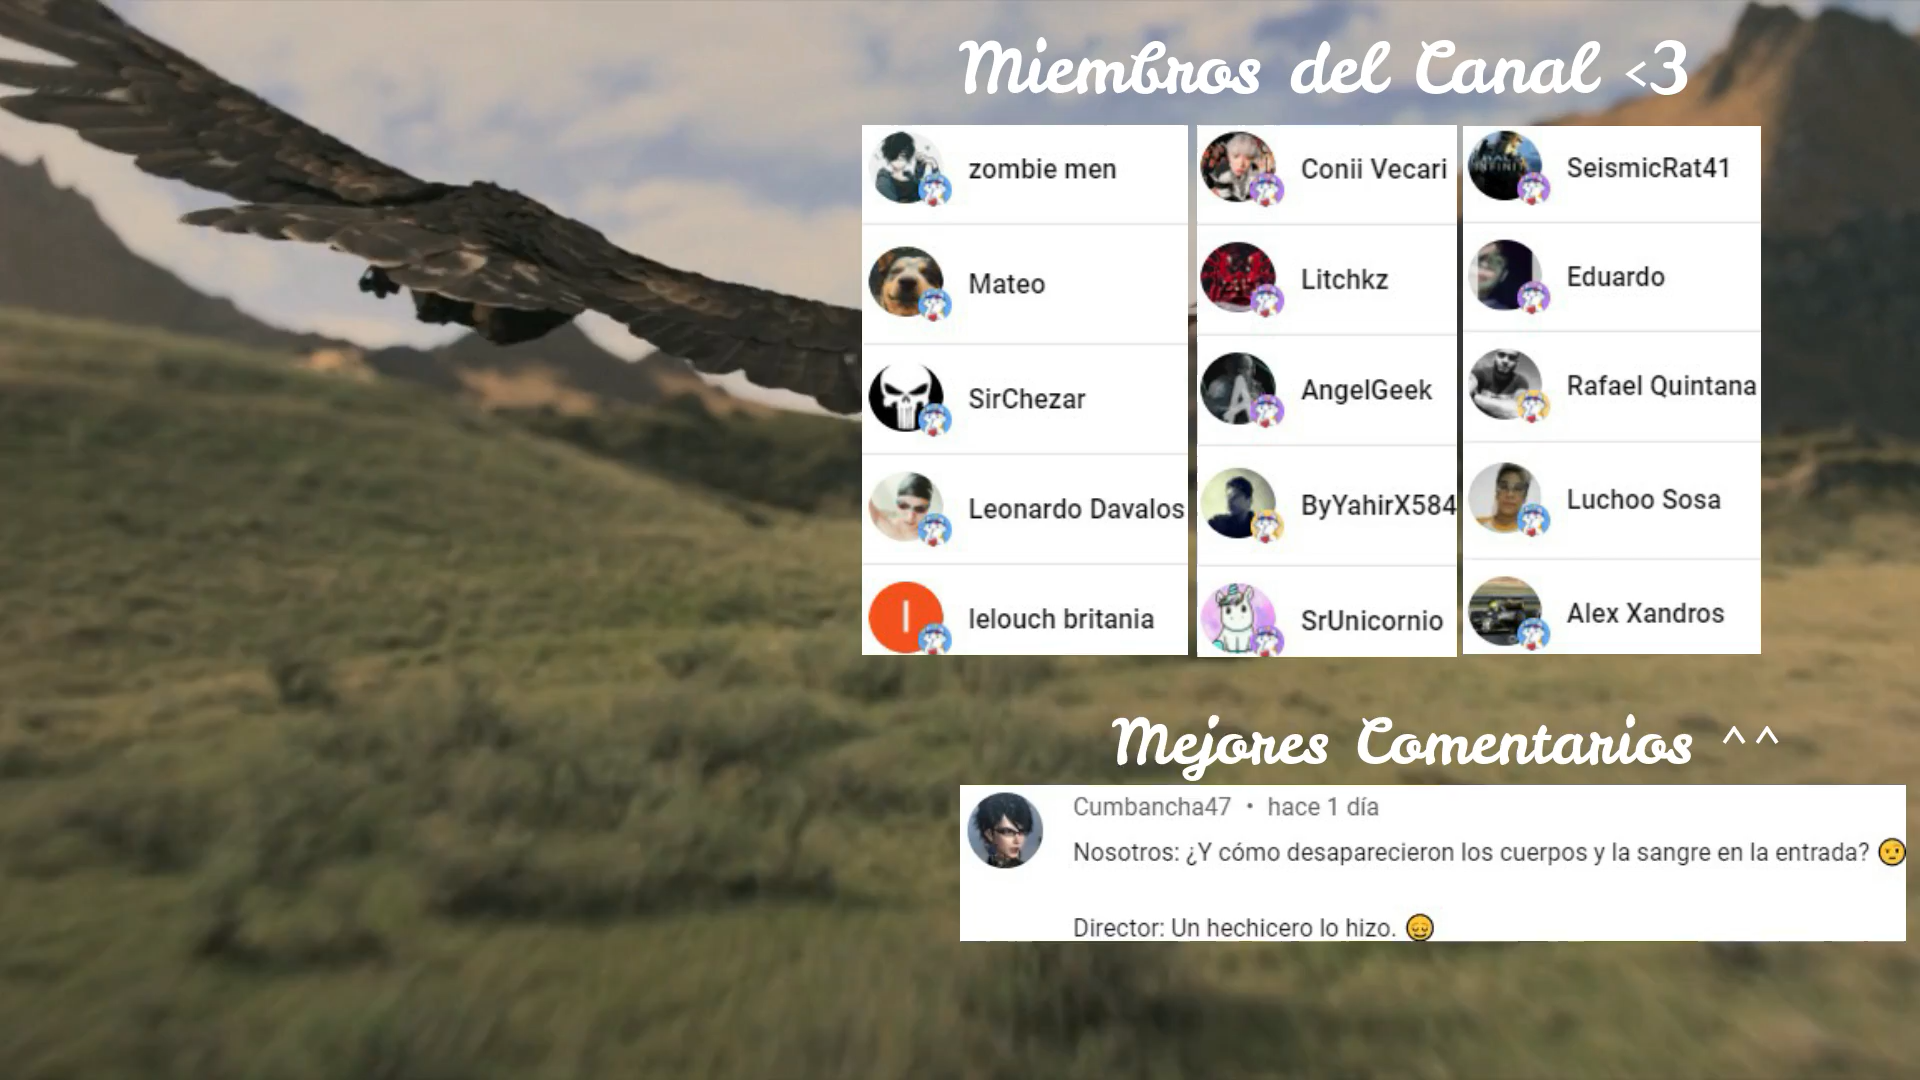 Miembros del Canal <3
zombie men
Mateo
SirChezar
Leonardo Davalos
lelouch britania
Conii Vecari
Litchkz
AngelGeek
ByYahirX584
SrUnicornio
SeismicRat41
Eduardo
Rafael Quintana
Luchoo Sosa
Alex Xandros
Mejores Comentarios ^^
Cumbancha47 • hace 1 día
Nosotros: ¿Y cómo desaparecieron los cuerpos y la sangre en la entrada? 🤨
Director: Un hechicero lo hizo. 😌